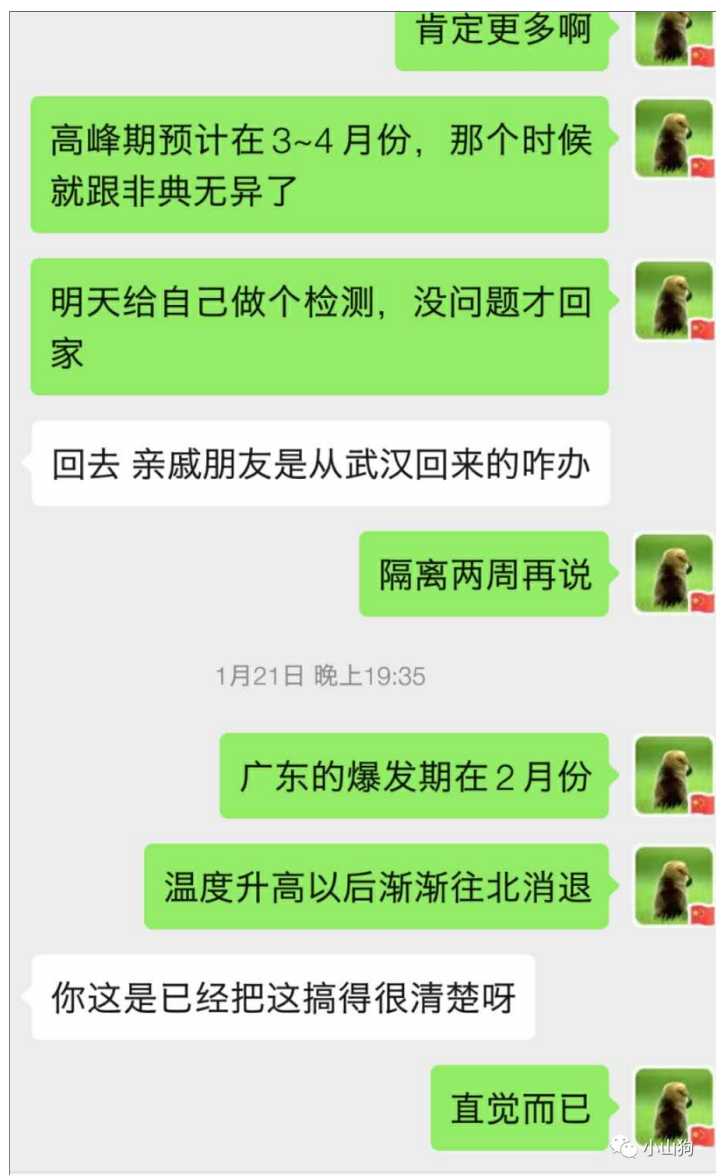 肯定更多啊
高峰期预计在3~4月份，那个时候
就跟非典无异了
明天给自己做个检测，没问题才回
家
回去 亲戚朋友是从武汉回来的咋办
隔离两周再说
1月21日 晚上19:35
广东的爆发期在2月份
温度升高以后渐渐往北消退
你这是已经把这搞得很清楚呀
直觉而已
小山狗